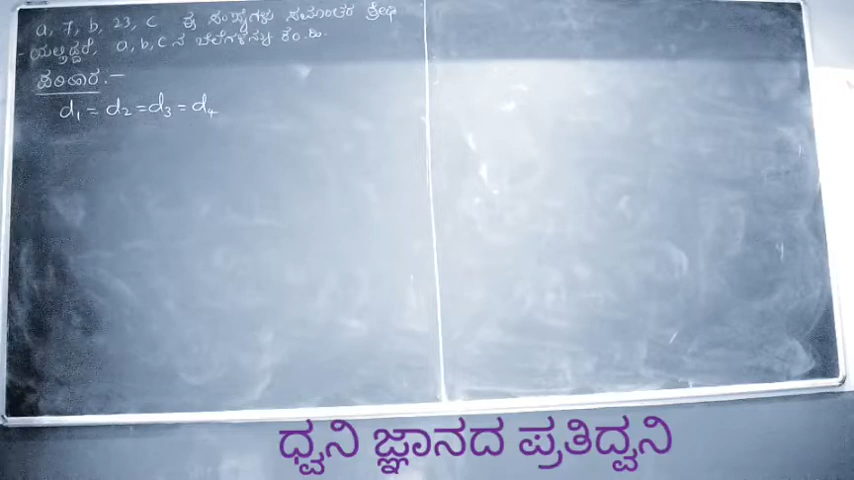 a, 7, b, 23, c ಈ ಸಂಖ್ಯೆಗಳು ಸಮಾಂತರ ಶ್ರೇಢಿ
-ಯಲ್ಲಿದ್ದರೆ. a, b, c ನ ಬೆಲೆಗಳನ್ನು ಕಂ.ಹಿ.
ಪರಿಹಾರ.-
d₁ = d₂ = d₃ = d₄
ಧ್ವನಿ ಜ್ಞಾನದ ಪ್ರತಿದ್ವನಿ